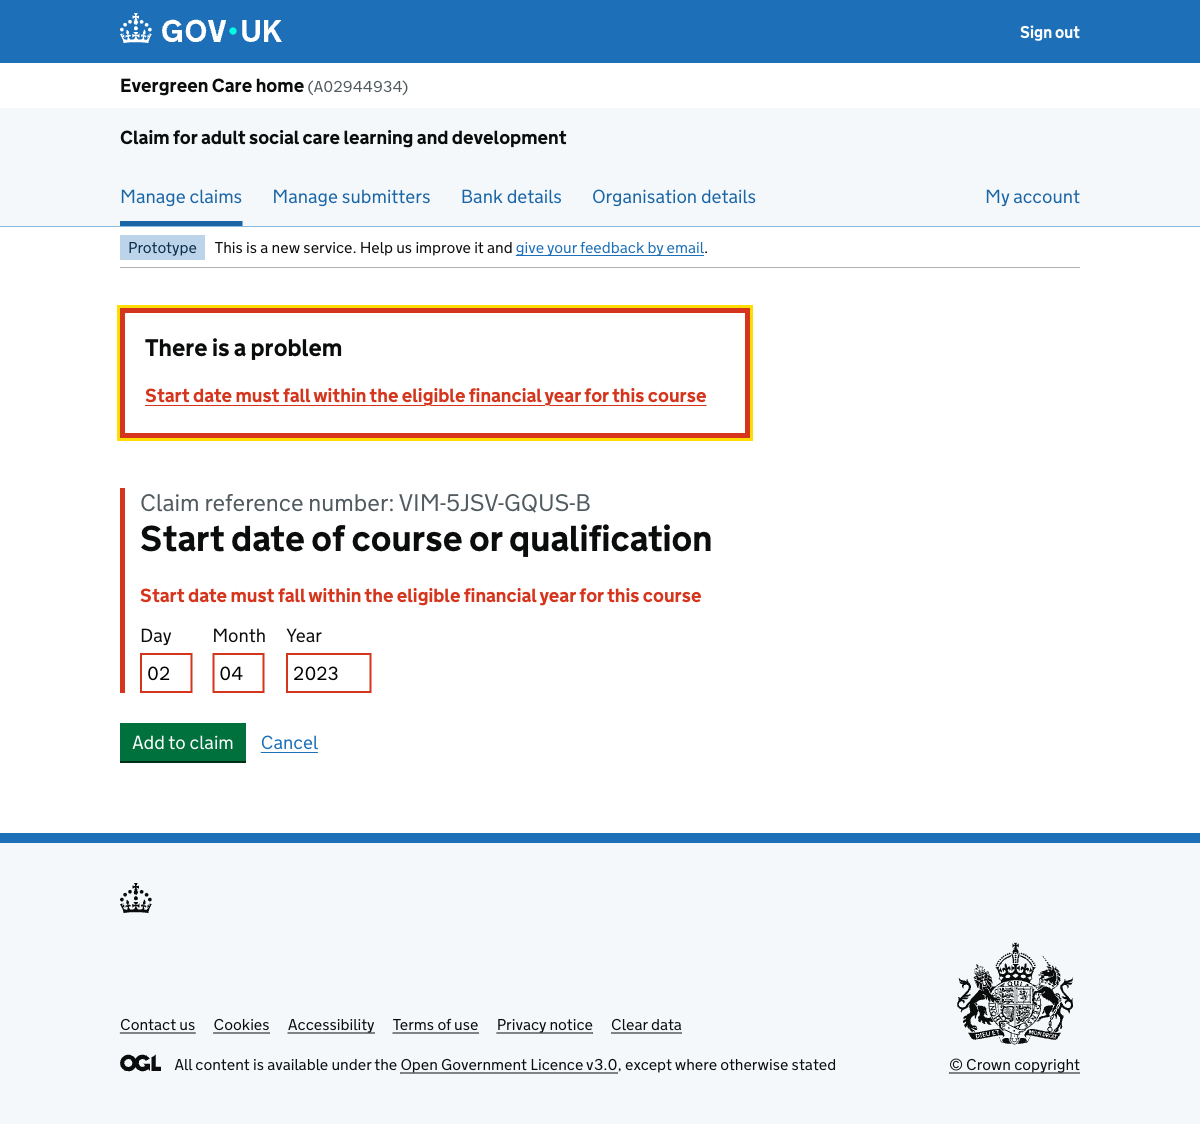 GOV.UK
Sign out
Evergreen Care home (A02944934)
Claim for adult social care learning and development
Manage claims
Manage submitters
Bank details
Organisation details
My account
Prototype
This is a new service. Help us improve it and give your feedback by email.
There is a problem
Start date must fall within the eligible financial year for this course
Claim reference number: VIM-5JSV-GQUS-B
Start date of course or qualification
Start date must fall within the eligible financial year for this course
Day Month Year
02 04 2023
Add to claim
Cancel
Contact us
Cookies
Accessibility
Terms of use
Privacy notice
Clear data
OGL
All content is available under the Open Government Licence v3.0, except where otherwise stated
© Crown copyright